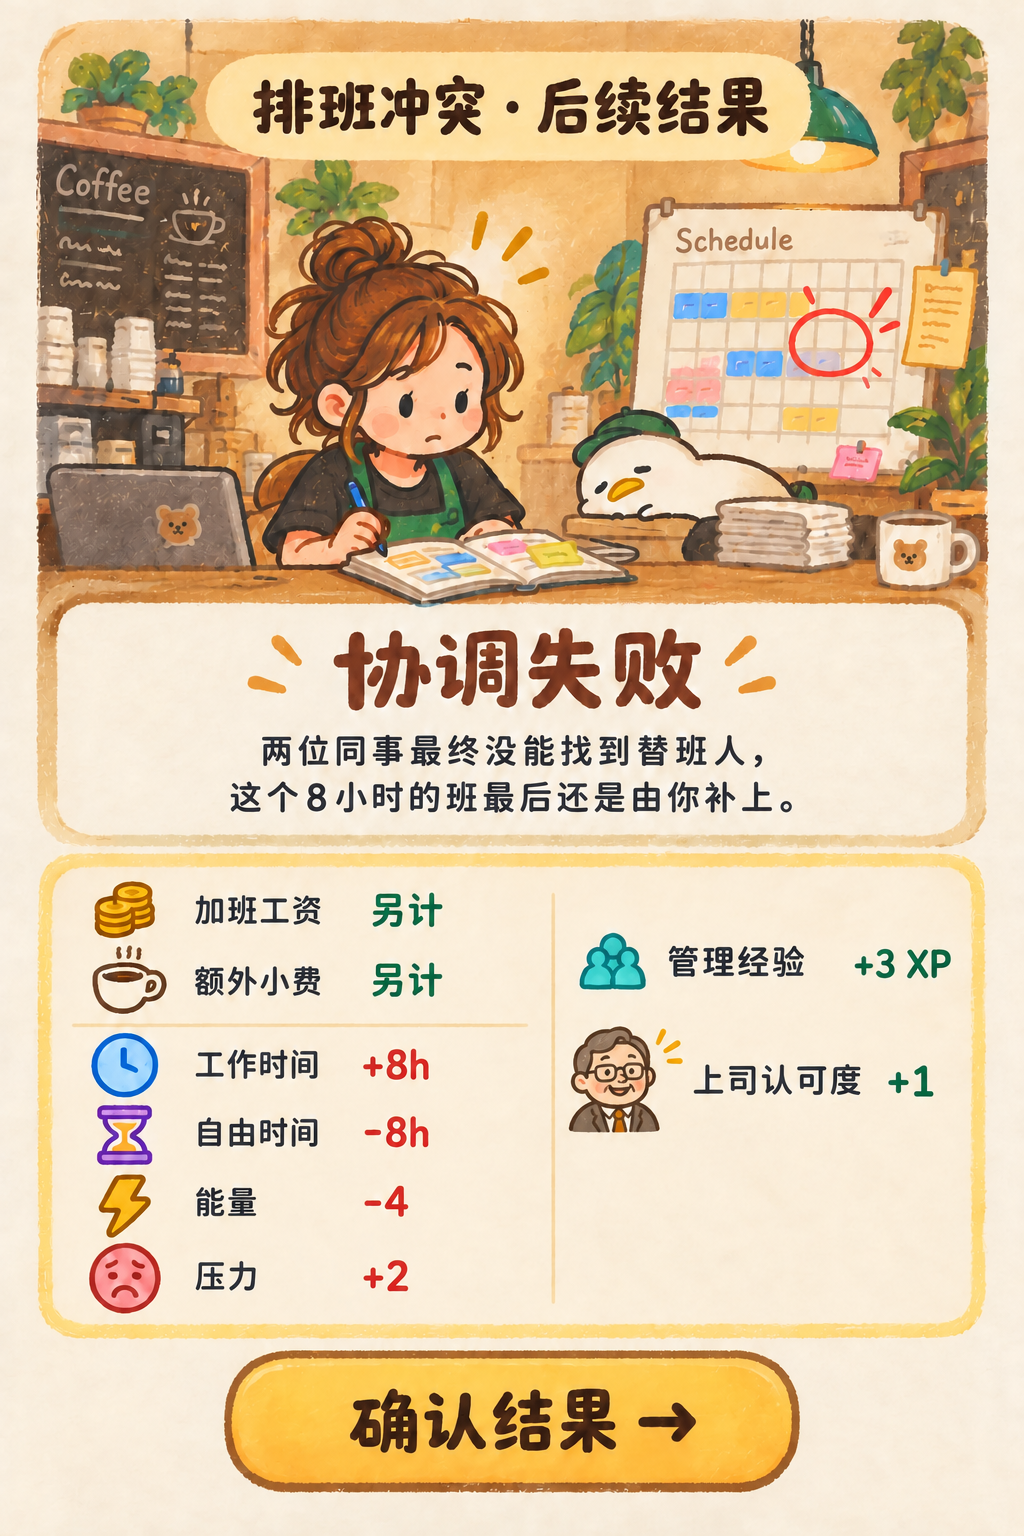 排班冲突·后续结果
Coffee
Schedule
协调失败
两位同事最终没能找到替班人，
这个8小时的班最后还是由你补上。
加班工资 另计
额外小费 另计
工作时间 +8h
自由时间 -8h
能量 -4
压力 +2
管理经验 +3 XP
上司认可度 +1
确认结果→